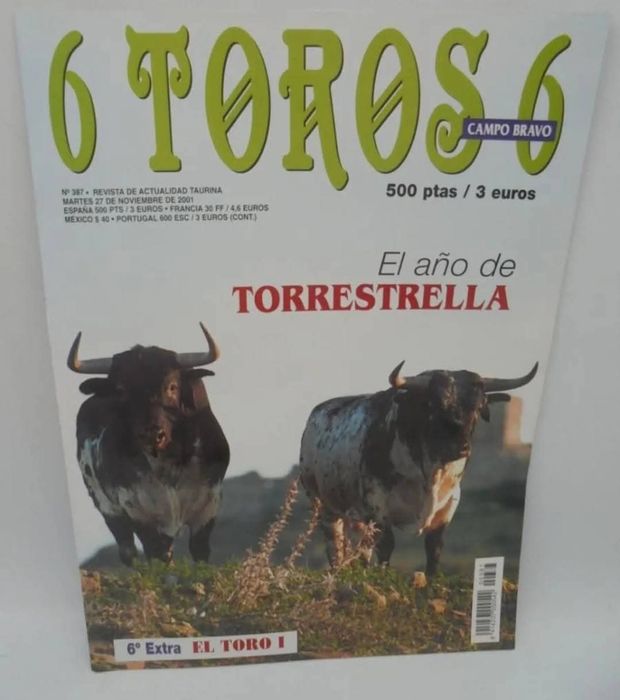 6 TOROS 6
CAMPO BRAVO
500 ptas / 3 euros
Nº 387 • REVISTA DE ACTUALIDAD TAURINA
MARTES 27 DE NOVIEMBRE DE 2001
ESPAÑA 500 PTS / 3 EUROS • FRANCIA 30 FF / 4,6 EUROS
MÉXICO $ 40 • PORTUGAL 600 ESC / 3 EUROS (CONT.)
El año de
TORRESTRELLA
6º Extra EL TORO I